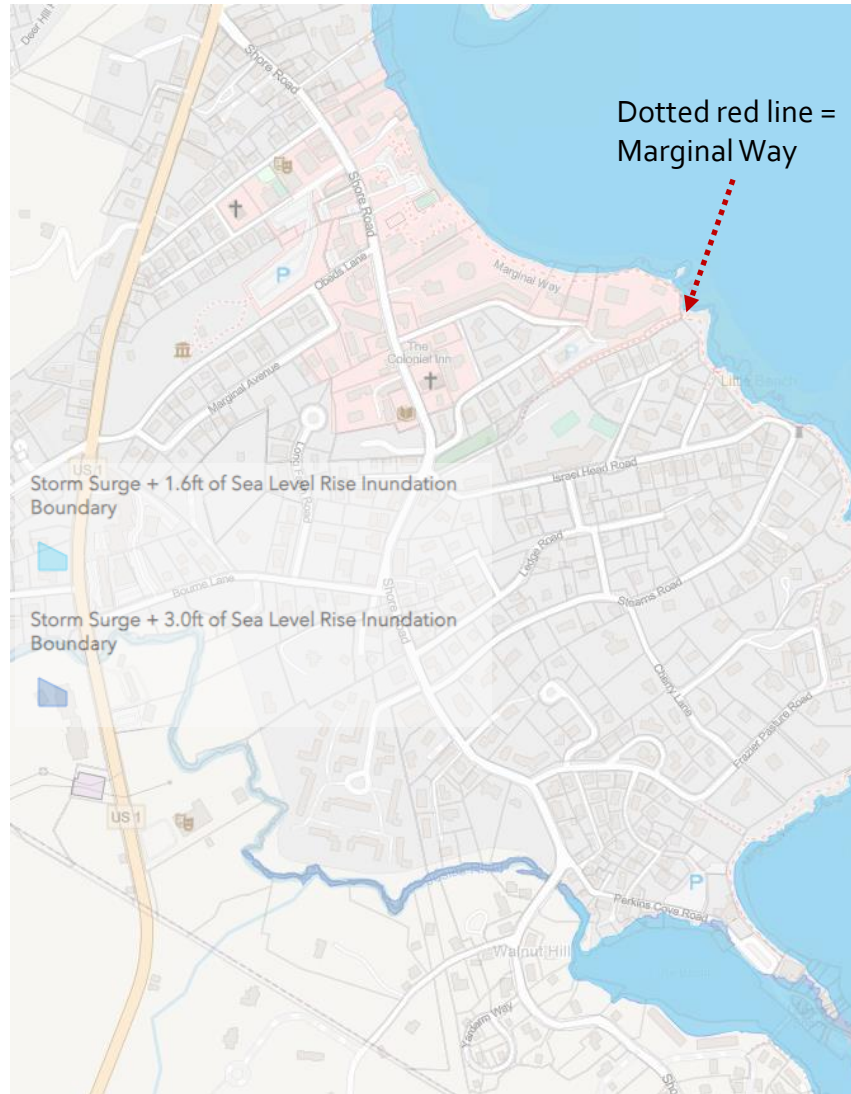 Deer Hill
Shore Road
Dotted red line =
Marginal Way
Shore Road
Marginal Way
P
Obeds Lane
P
The
Colonial Inn
Marginal Avenue
Little Beach
US 1
Long
Road
Israel Head Road
Storm Surge + 1.6ft of Sea Level Rise Inundation
Boundary
Ledge Road
Bourne Lane
Stearns Road
Shore Road
Storm Surge + 3.0ft of Sea Level Rise Inundation
Boundary
Cherry Lane
Frazier Pasture Road
US 1
P
Perkins Cove Road
Walnut Hill
Yardarm Way
Sho